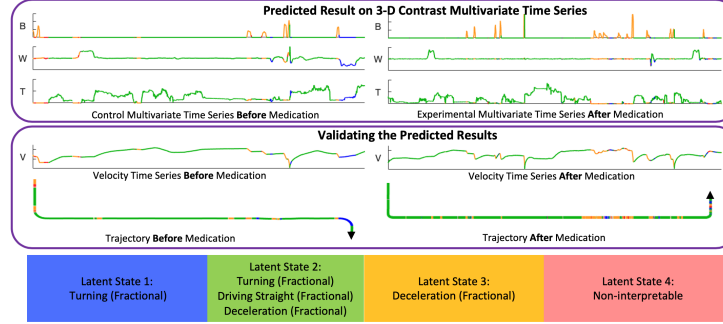 Predicted Result on 3-D Contrast Multivariate Time Series
B
B
W
W
T
T
Control Multivariate Time Series Before Medication
Experimental Multivariate Time Series After Medication
Validating the Predicted Results
V
V
Velocity Time Series Before Medication
Velocity Time Series After Medication
Trajectory Before Medication
Trajectory After Medication
Latent State 1:
Turning (Fractional)
Latent State 2:
Turning (Fractional)
Driving Straight (Fractional)
Deceleration (Fractional)
Latent State 3:
Deceleration (Fractional)
Latent State 4:
Non-interpretable